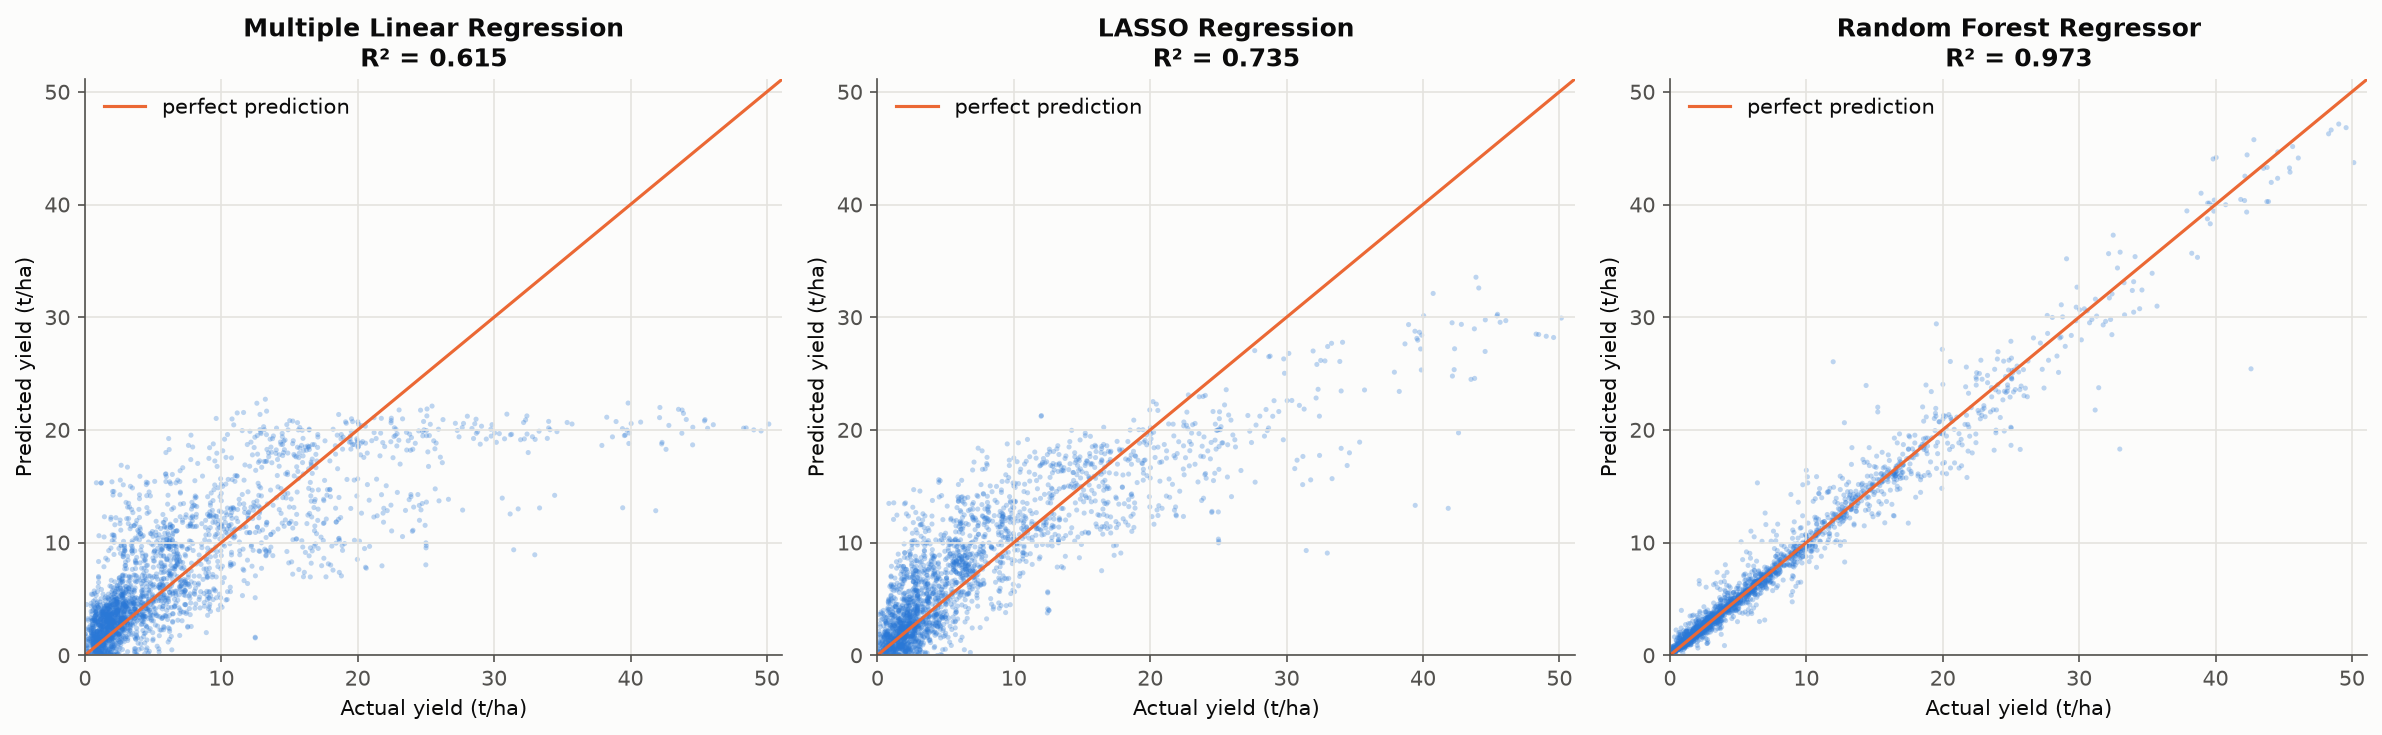 Multiple Linear Regression
R² = 0.615
perfect prediction
50
40
30
20
10
0
Predicted yield (t/ha)
0 10 20 30 40 50
Actual yield (t/ha)
LASSO Regression
R² = 0.735
perfect prediction
50
40
30
20
10
0
Predicted yield (t/ha)
0 10 20 30 40 50
Actual yield (t/ha)
Random Forest Regressor
R² = 0.973
perfect prediction
50
40
30
20
10
0
Predicted yield (t/ha)
0 10 20 30 40 50
Actual yield (t/ha)